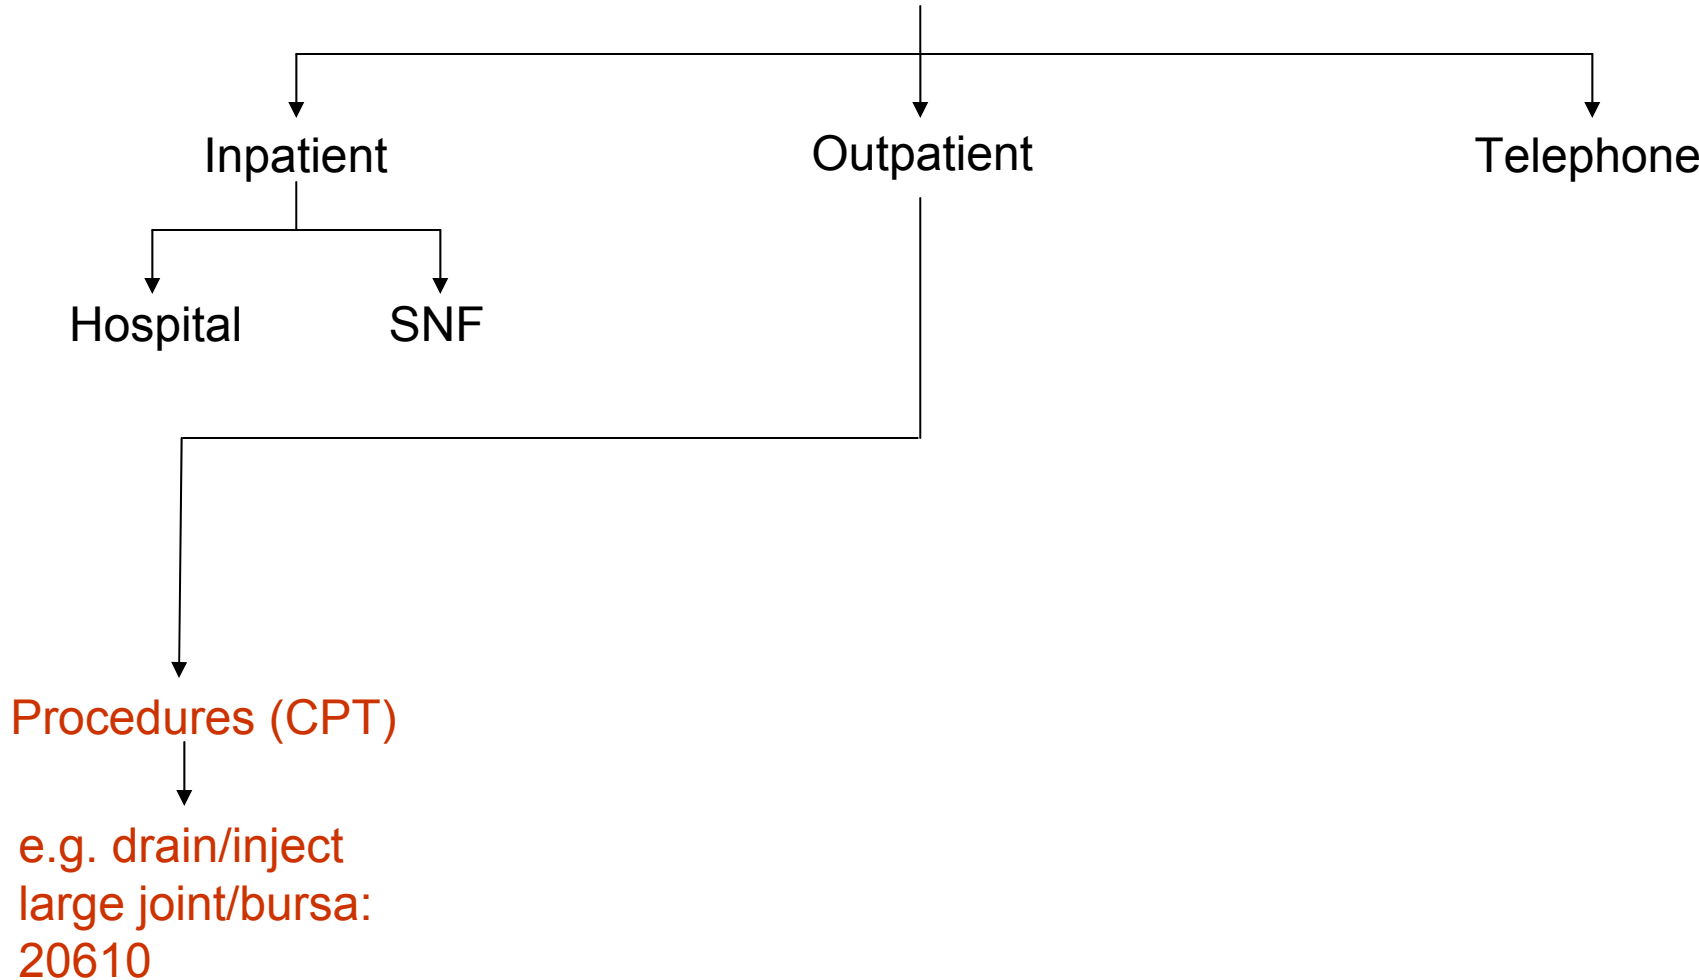 Inpatient
Outpatient
Telephone
Hospital
SNF
Procedures (CPT)
e.g. drain/inject
large joint/bursa:
20610